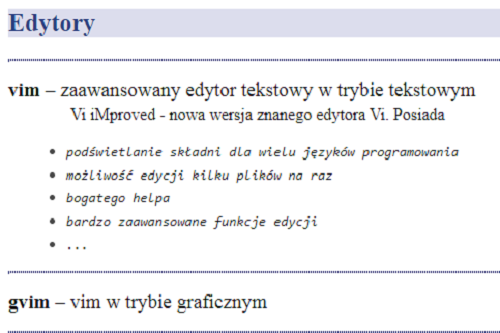 Edytory
vim – zaawansowany edytor tekstowy w trybie tekstowym
Vi iMproved - nowa wersja znanego edytora Vi. Posiada
• podświetlanie składni dla wielu języków programowania
• możliwość edycji kilku plików na raz
• bogatego helpa
• bardzo zaawansowane funkcje edycji
• ...
gvim – vim w trybie graficznym